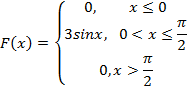 F(x) = { 0, x ≤ 0
3sinx, 0 < x ≤ π/2
0, x > π/2